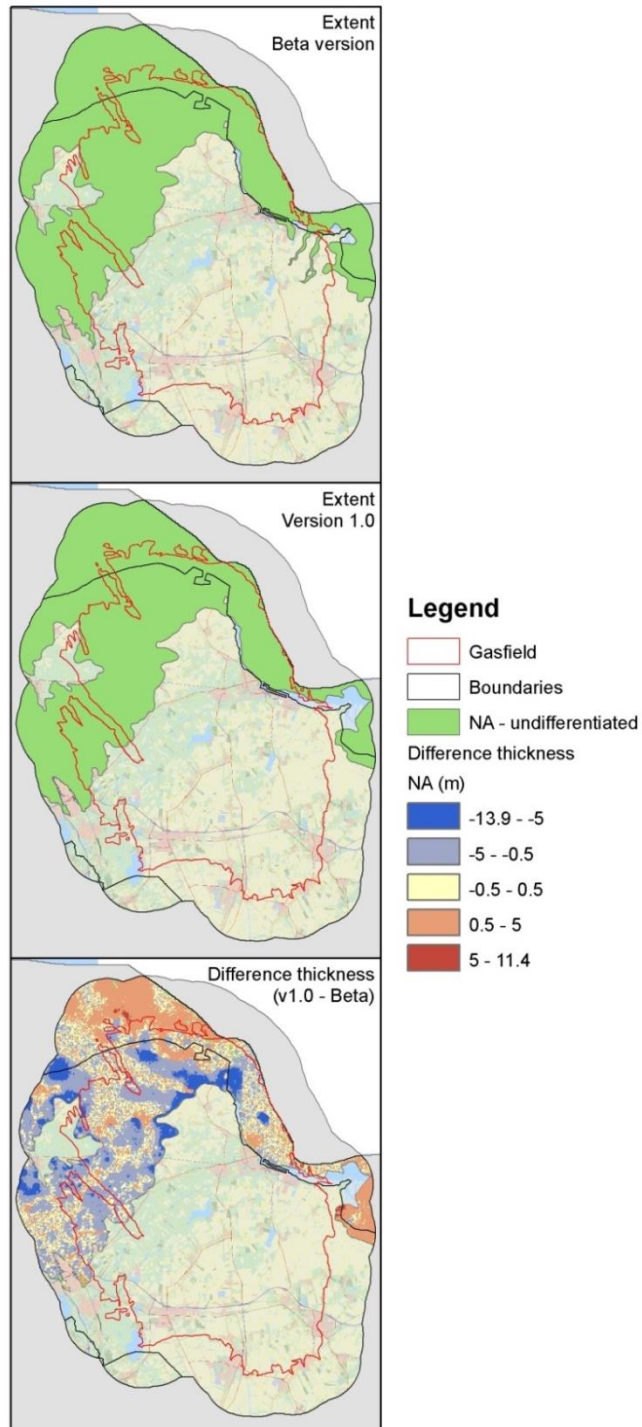 Extent
Beta version
Extent
Version 1.0
Legend
Gasfield
Boundaries
NA - undifferentiated
Difference thickness
NA (m)
-13.9 - -5
-5 - -0.5
-0.5 - 0.5
0.5 - 5
5 - 11.4
Difference thickness
(v1.0 - Beta)